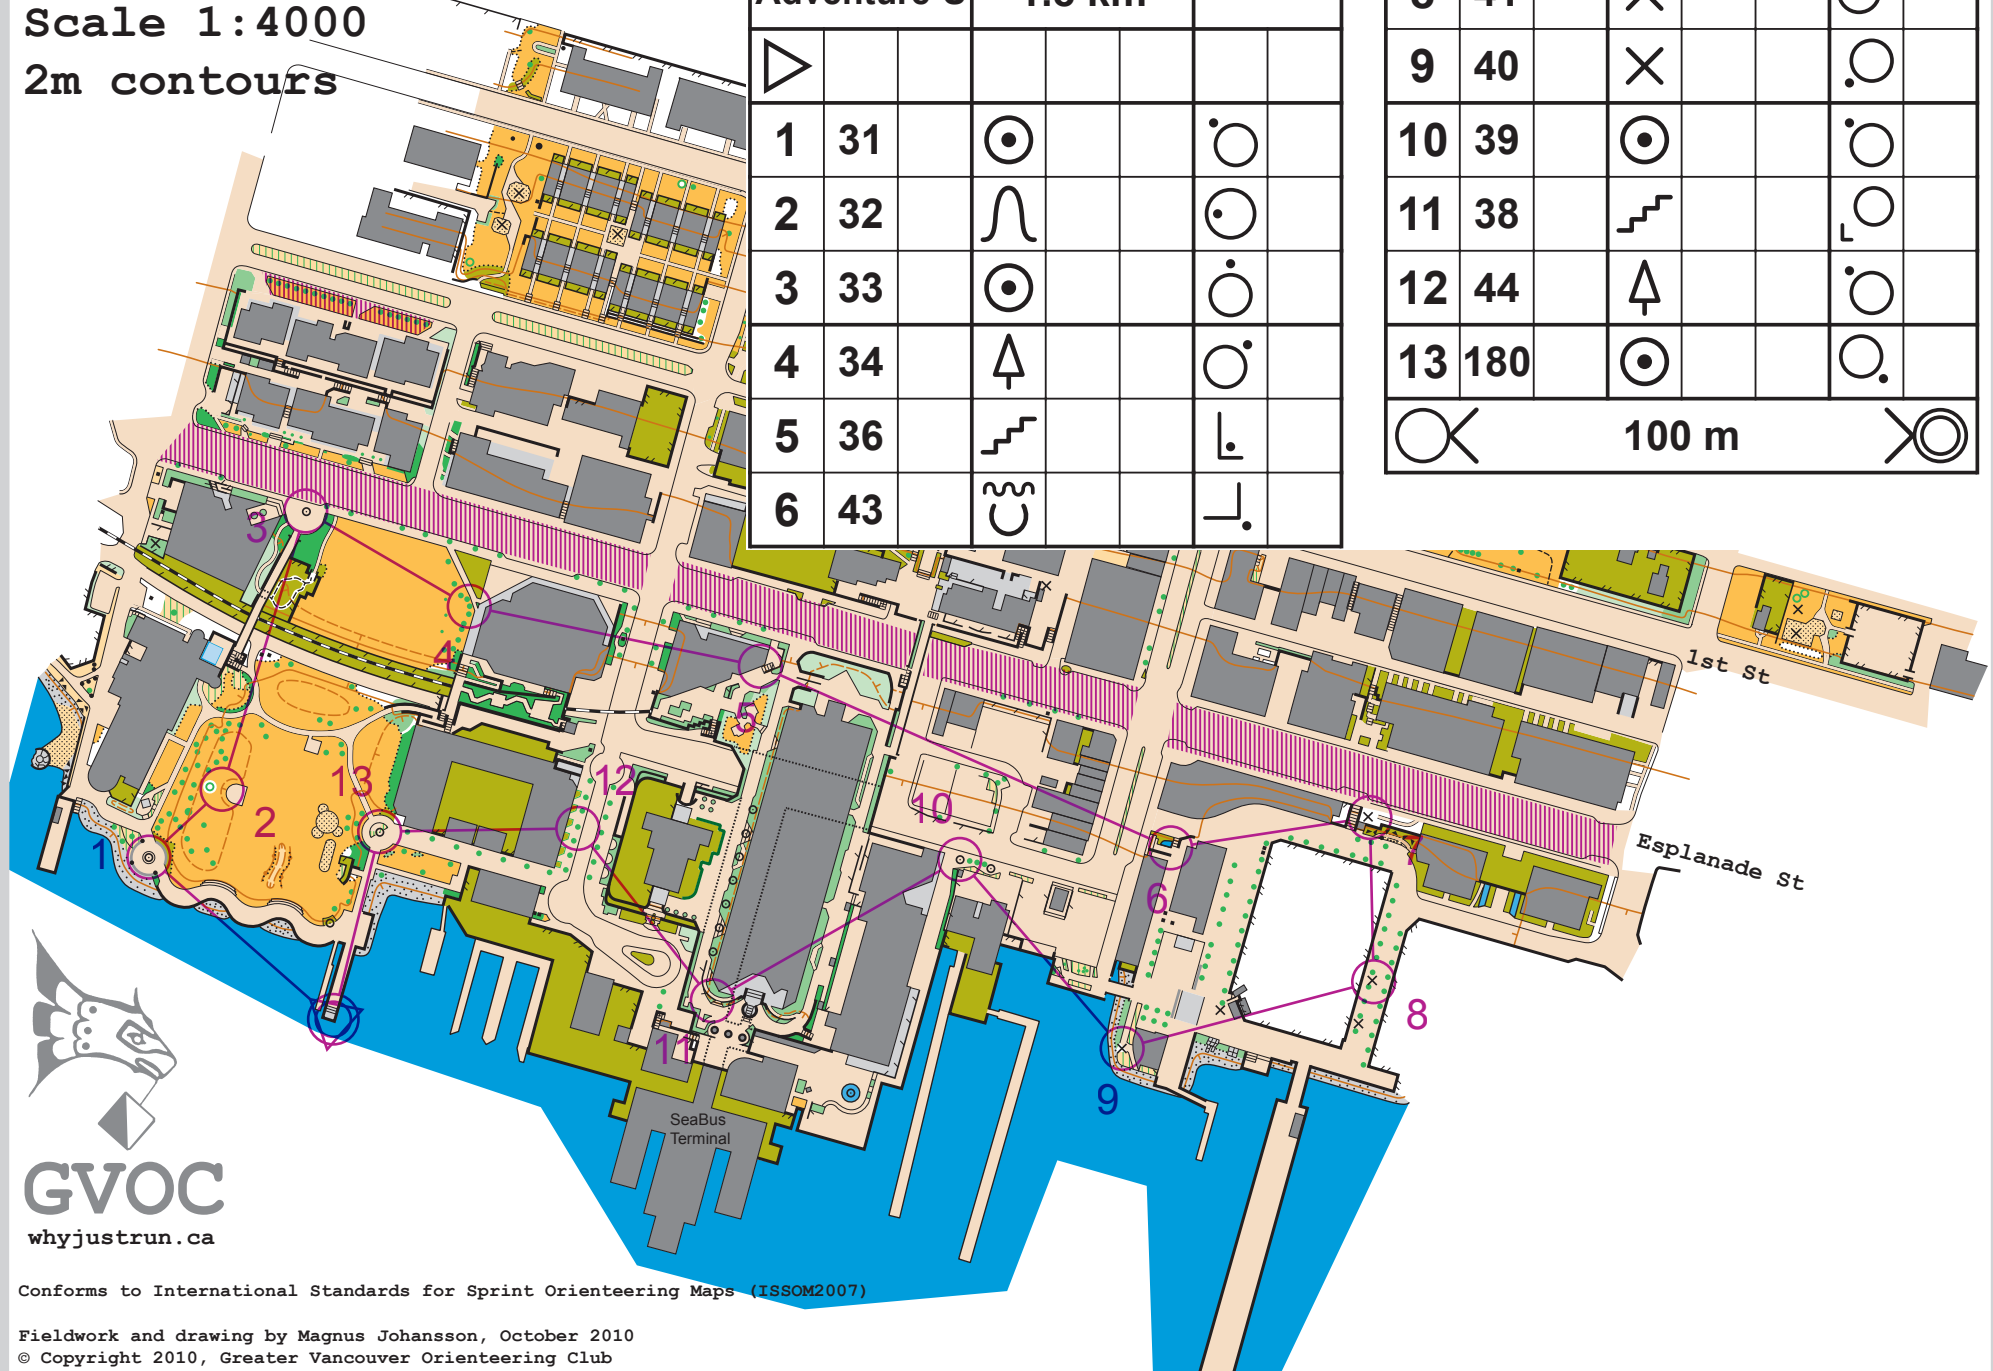 Scale 1:4000
2m contours
1 31
2 32
3 33
4 34
5 36
6 43
9 40
10 39
11 38
12 44
13 180
100 m
3
4
5
2
13
12
10
1
6
7
8
11
9
1st St
Esplanade St
SeaBus
Terminal
GVOC
whyjustrun.ca
Conforms to International Standards for Sprint Orienteering Maps (ISSOM2007)
Fieldwork and drawing by Magnus Johansson, October 2010
© Copyright 2010, Greater Vancouver Orienteering Club